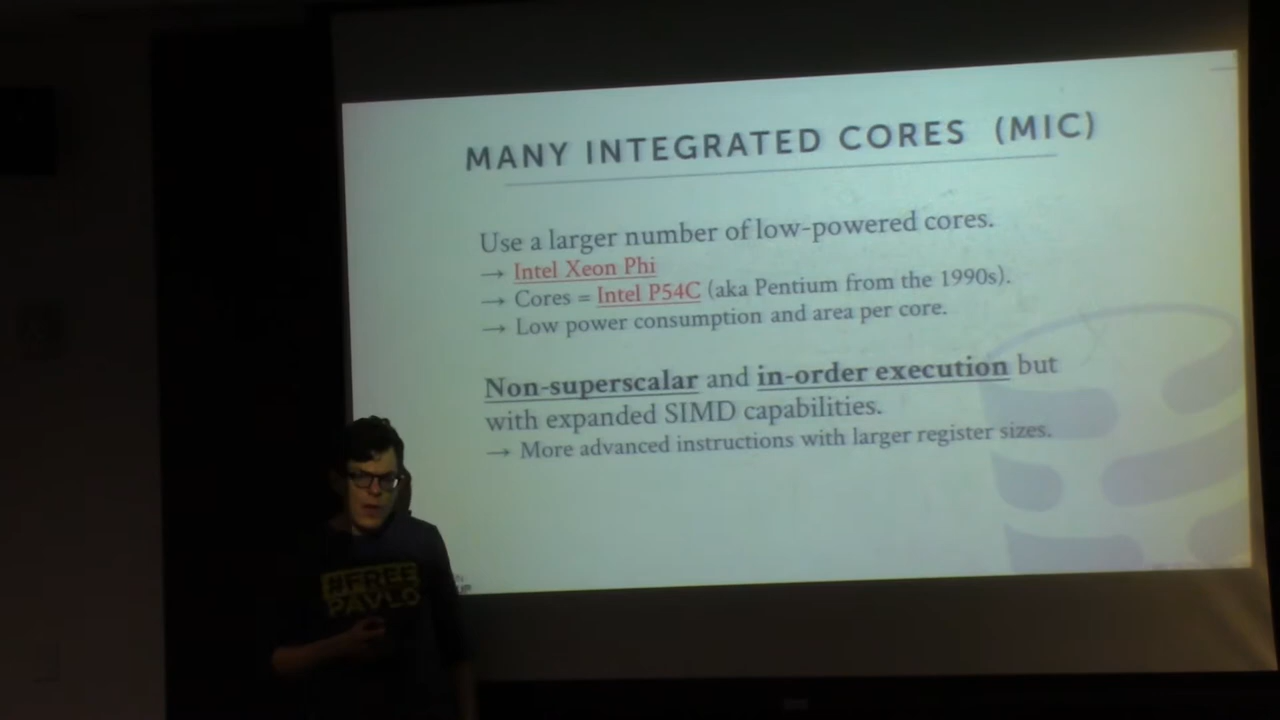 MANY INTEGRATED CORES (MIC)
Use a larger number of low-powered cores.
→ Intel Xeon Phi
→ Cores = Intel P54C (aka Pentium from the 1990s).
→ Low power consumption and area per core.
Non-superscalar and in-order execution but
with expanded SIMD capabilities.
→ More advanced instructions with larger register sizes.
#FREE
PAVLO